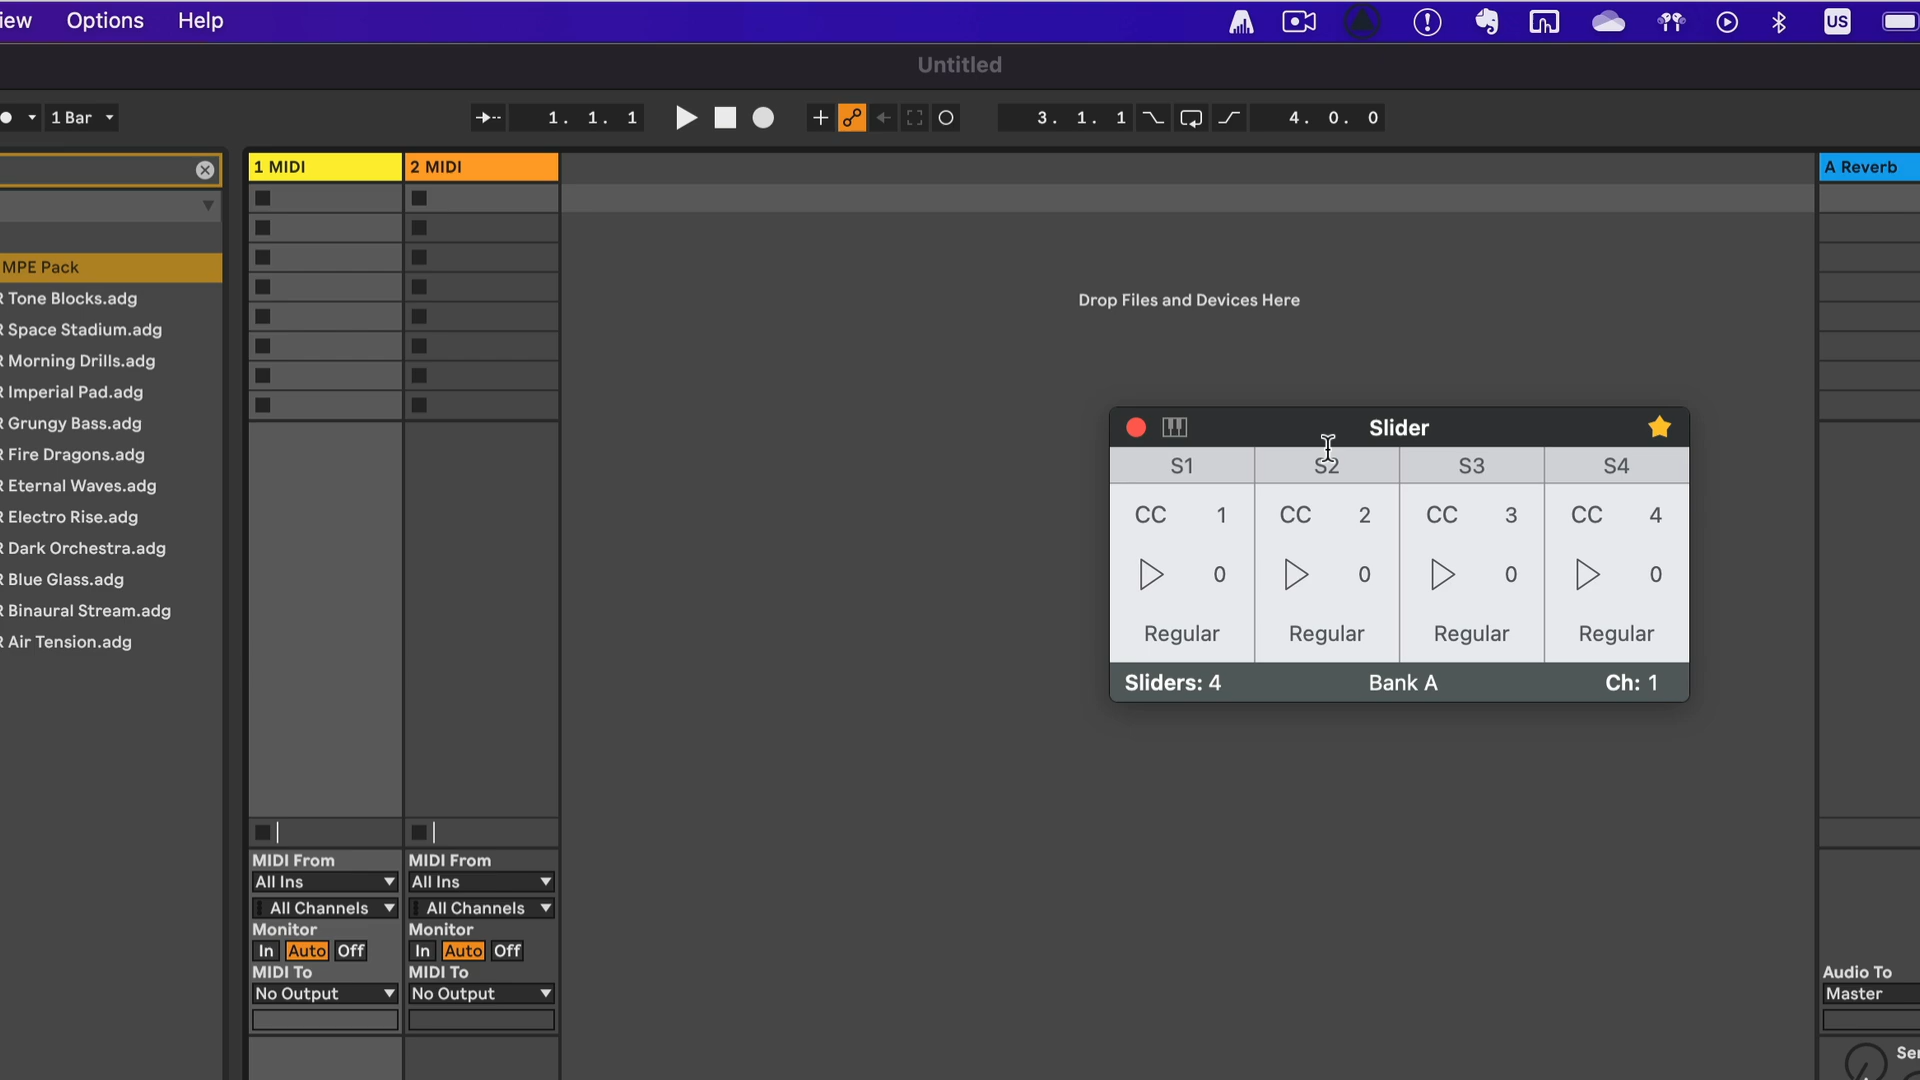 iew Options Help US
Untitled
1 Bar 1. 1. 1 3. 1. 1 4. 0. 0
1 MIDI 2 MIDI A Reverb
MPE Pack
R Tone Blocks.adg
R Space Stadium.adg
R Morning Drills.adg
R Imperial Pad.adg
R Grungy Bass.adg
R Fire Dragons.adg
R Eternal Waves.adg
R Electro Rise.adg
R Dark Orchestra.adg
R Blue Glass.adg
R Binaural Stream.adg
R Air Tension.adg
Drop Files and Devices Here
Slider
S1 S2 S3 S4
CC 1 CC 2 CC 3 CC 4
0 0 0 0
Regular Regular Regular Regular
Sliders: 4 Bank A Ch: 1
MIDI From MIDI From
All Ins All Ins
All Channels All Channels
Monitor Monitor
In Auto Off In Auto Off
MIDI To MIDI To Audio To
No Output No Output Master
Ser